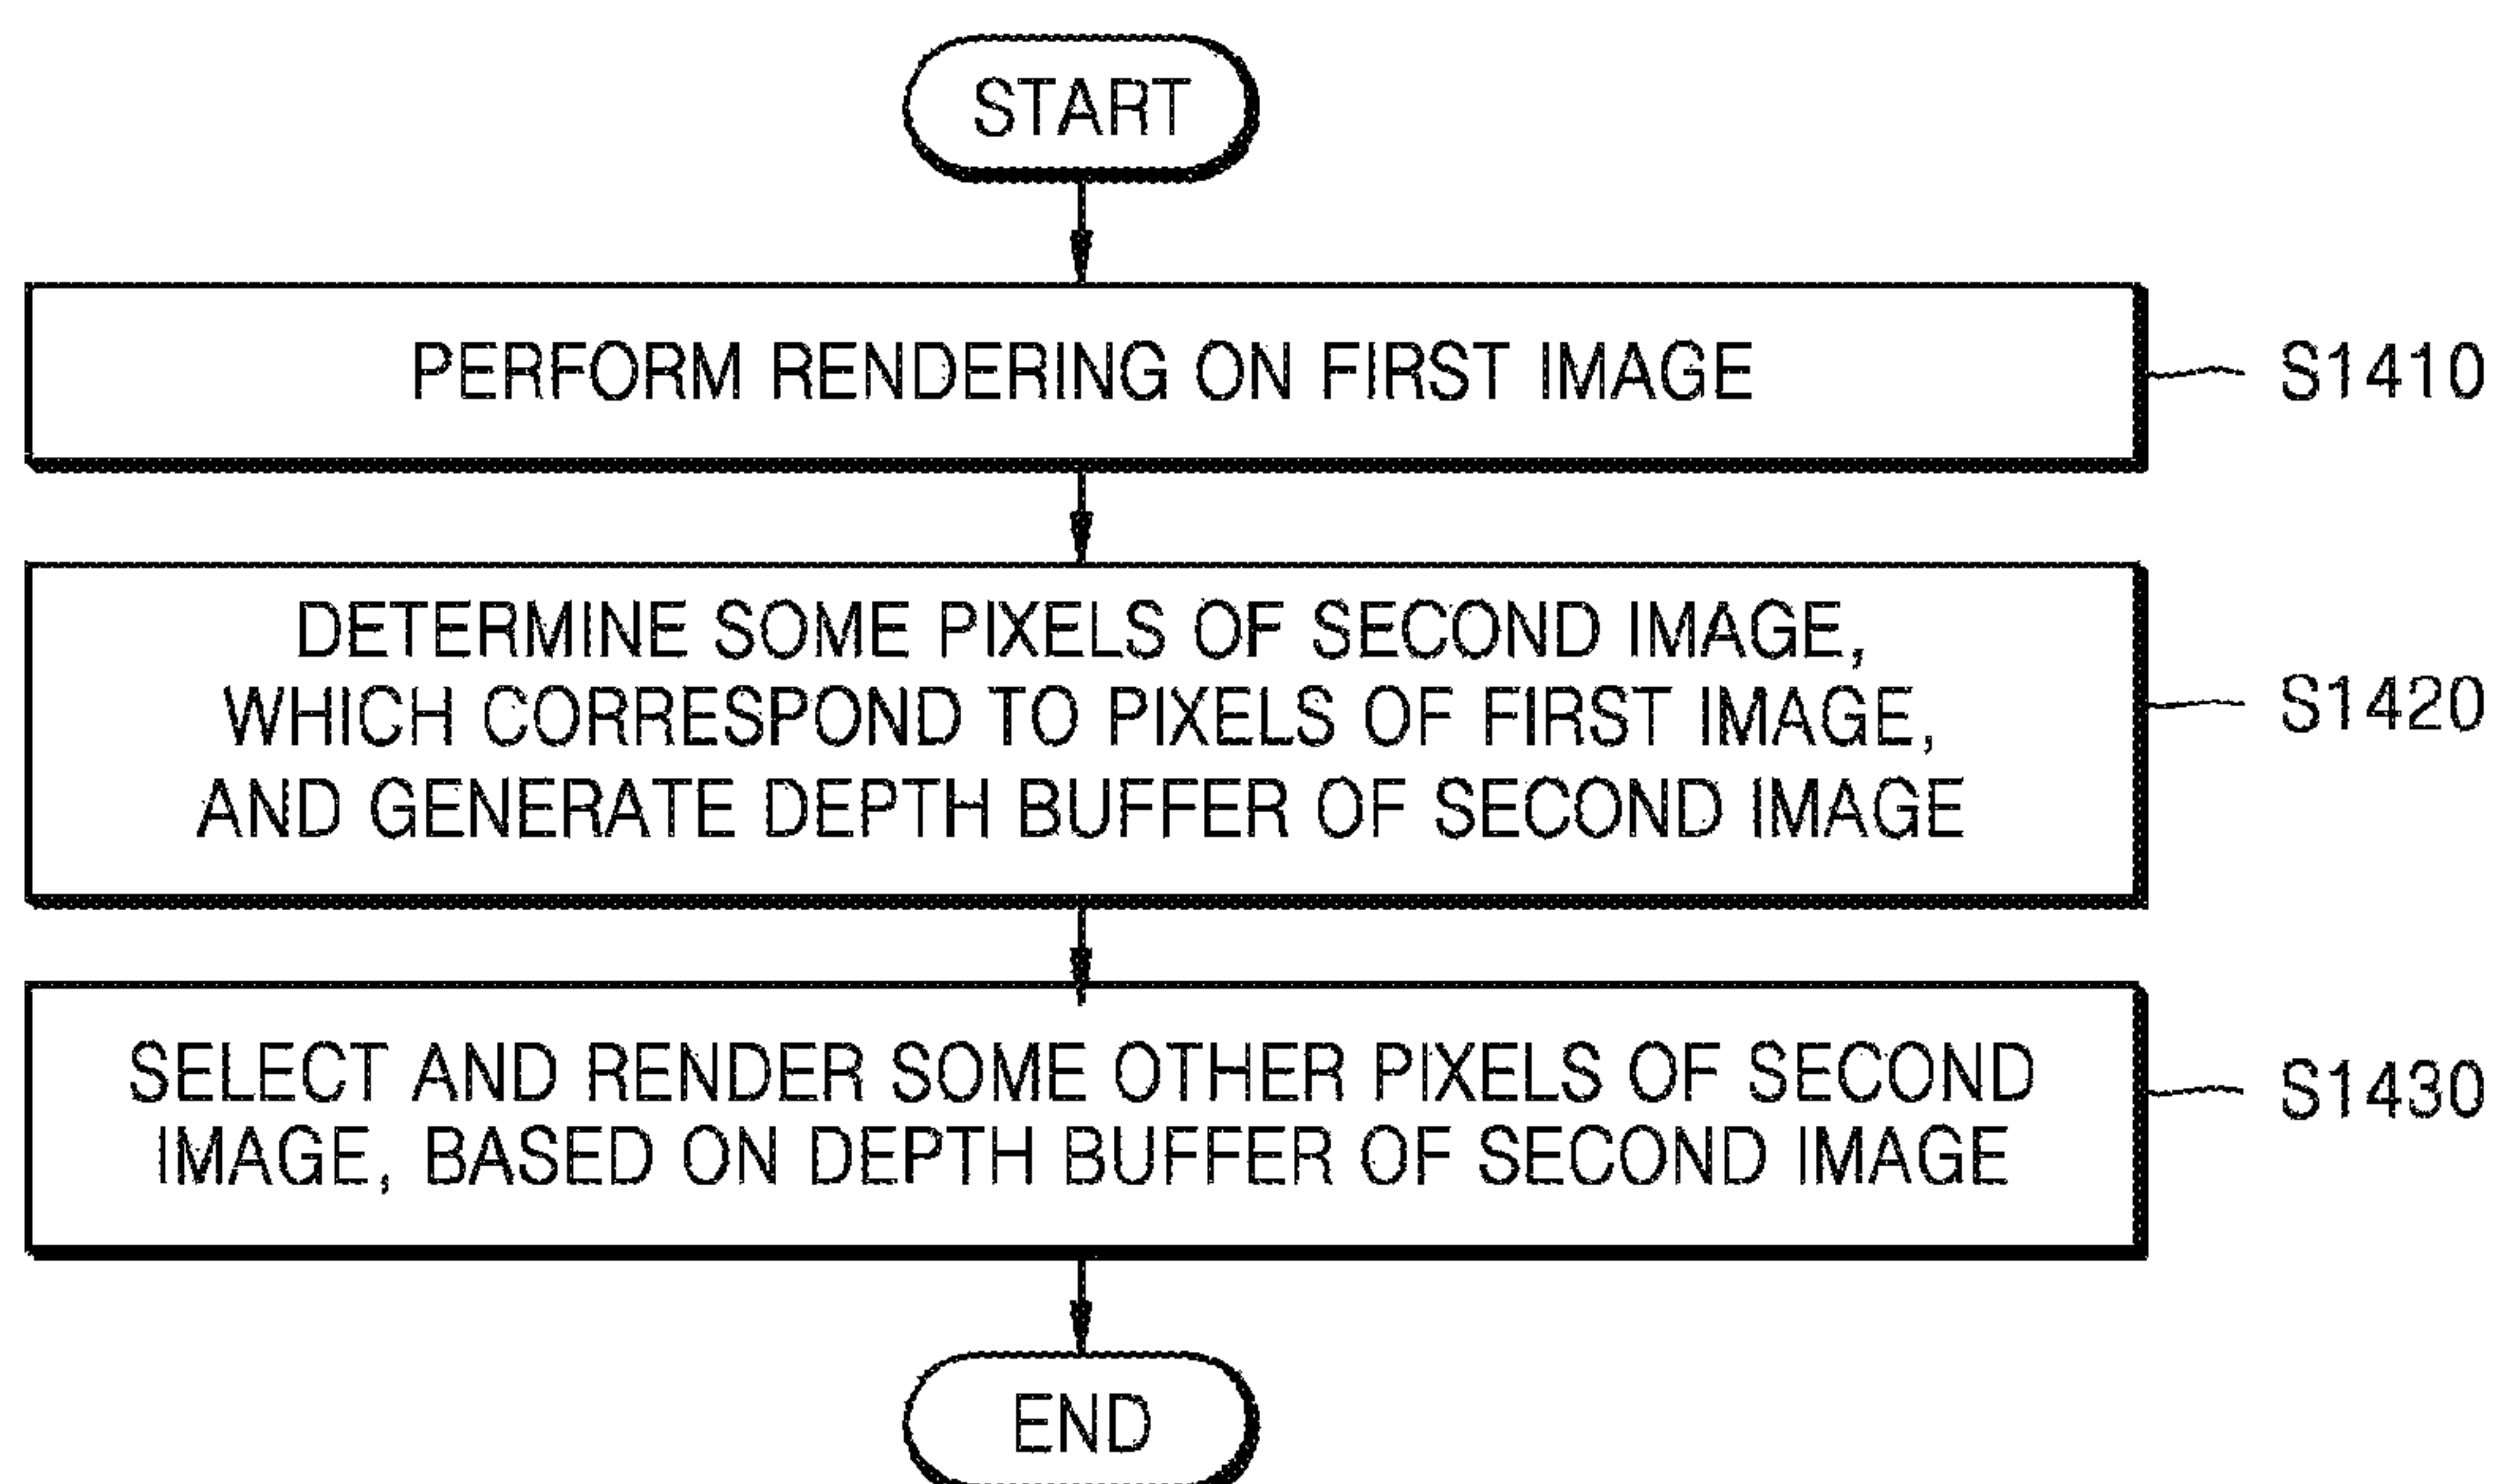 START
PERFORM RENDERING ON FIRST IMAGE
S1410
DETERMINE SOME PIXELS OF SECOND IMAGE,
WHICH CORRESPOND TO PIXELS OF FIRST IMAGE,
AND GENERATE DEPTH BUFFER OF SECOND IMAGE
S1420
SELECT AND RENDER SOME OTHER PIXELS OF SECOND
IMAGE, BASED ON DEPTH BUFFER OF SECOND IMAGE
S1430
END